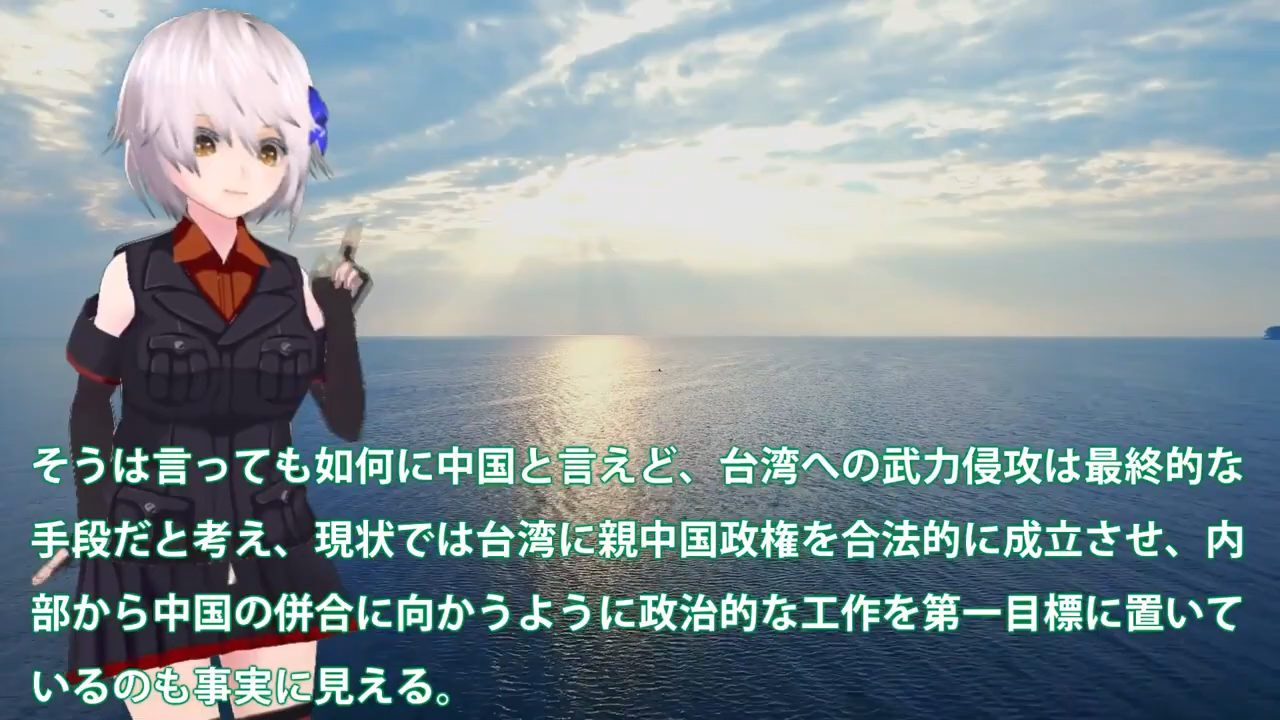 そうは言っても如何に中国と言えど、台湾への武力侵攻は最終的な
手段だと考え、現状では台湾に親中国政権を合法的に成立させ、内
部から中国の併合に向かうように政治的な工作を第一目標に置いて
いるのも事実に見える。